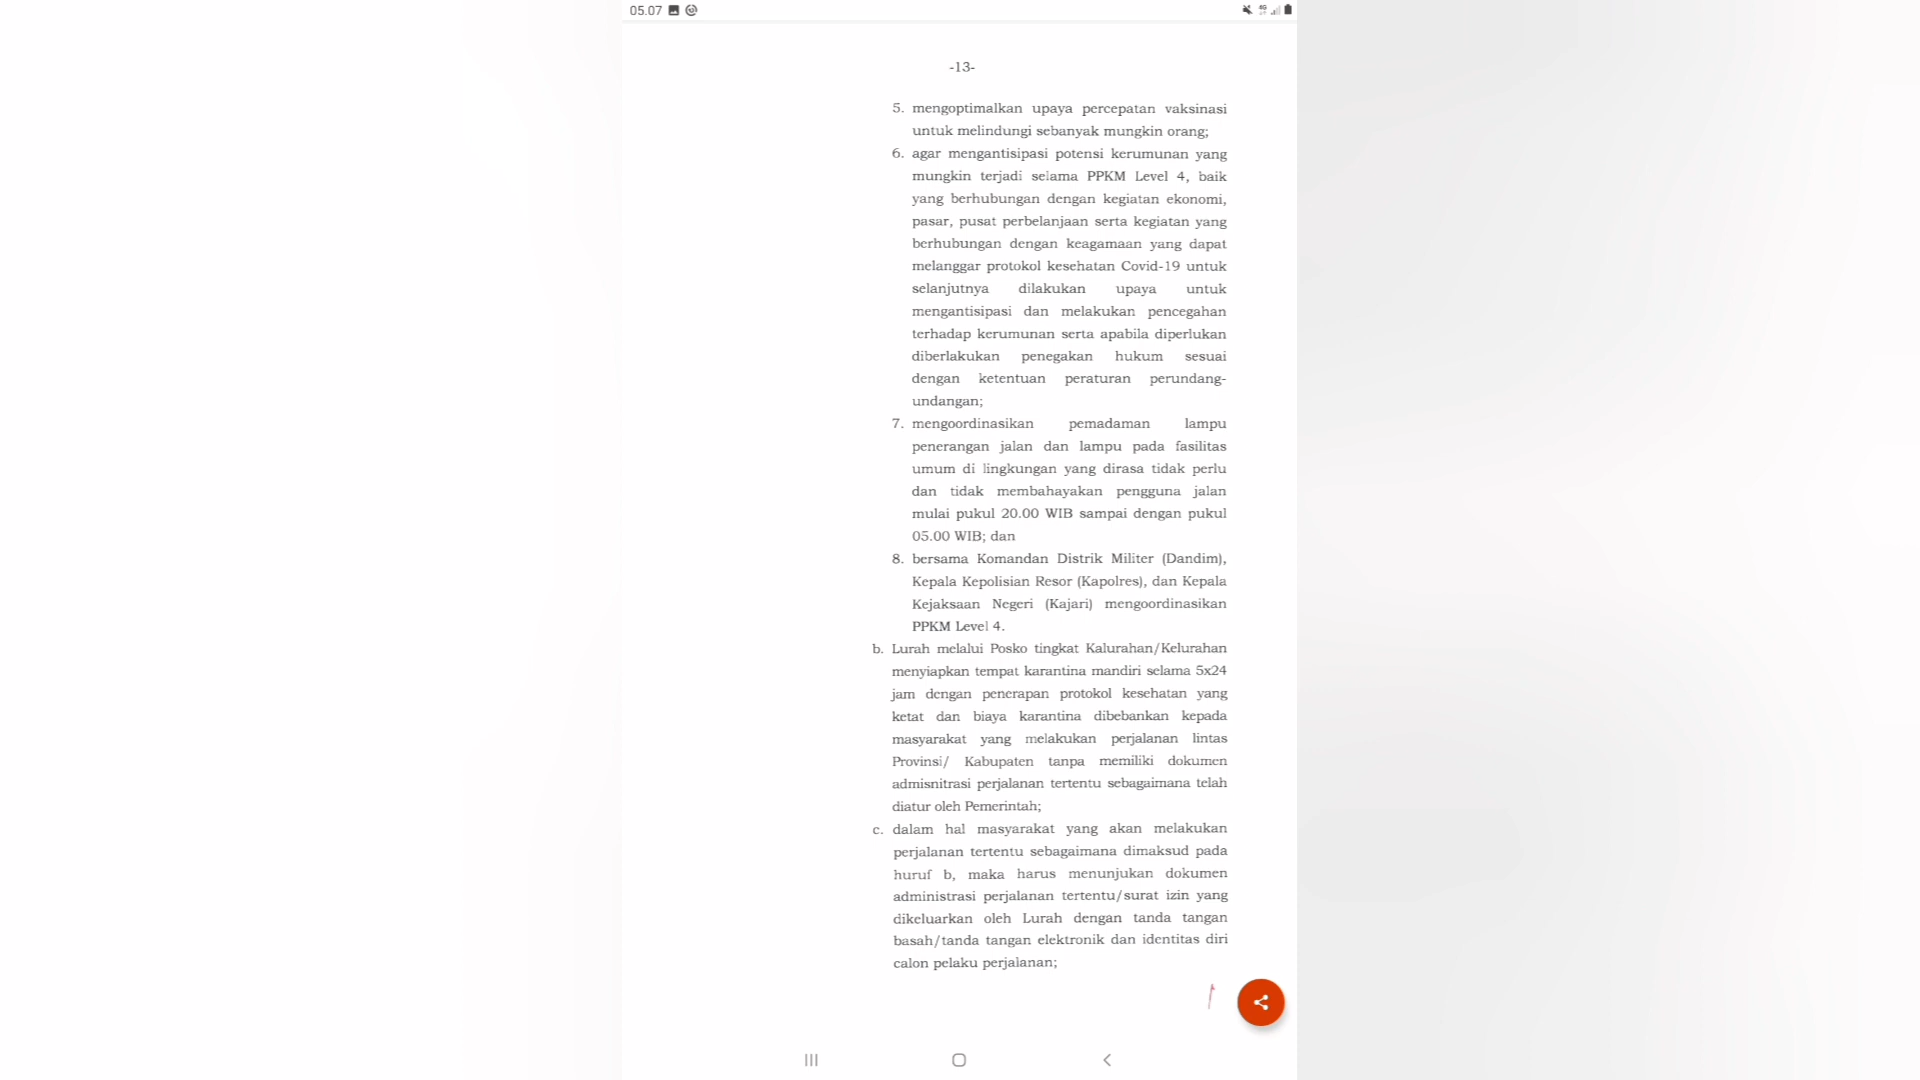 05.07
-13-
5. mengoptimalkan upaya percepatan vaksinasi
untuk melindungi sebanyak mungkin orang;
6. agar mengantisipasi potensi kerumunan yang
mungkin terjadi selama PPKM Level 4, baik
yang berhubungan dengan kegiatan ekonomi,
pasar, pusat perbelanjaan serta kegiatan yang
berhubungan dengan keagamaan yang dapat
melanggar protokol kesehatan Covid-19 untuk
selanjutnya dilakukan upaya untuk
mengantisipasi dan melakukan pencegahan
terhadap kerumunan serta apabila diperlukan
diberlakukan penegakan hukum sesuai
dengan ketentuan peraturan perundang-
undangan;
7. mengoordinasikan pemadaman lampu
penerangan jalan dan lampu pada fasilitas
umum di lingkungan yang dirasa tidak perlu
dan tidak membahayakan pengguna jalan
mulai pukul 20.00 WIB sampai dengan pukul
05.00 WIB; dan
8. bersama Komandan Distrik Militer (Dandim),
Kepala Kepolisian Resor (Kapolres), dan Kepala
Kejaksaan Negeri (Kajari) mengoordinasikan
PPKM Level 4.
b. Lurah melalui Posko tingkat Kalurahan/Kelurahan
menyiapkan tempat karantina mandiri selama 5x24
jam dengan penerapan protokol kesehatan yang
ketat dan biaya karantina dibebankan kepada
masyarakat yang melakukan perjalanan lintas
Provinsi/ Kabupaten tanpa memiliki dokumen
admisnitrasi perjalanan tertentu sebagaimana telah
diatur oleh Pemerintah;
c. dalam hal masyarakat yang akan melakukan
perjalanan tertentu sebagaimana dimaksud pada
huruf b, maka harus menunjukan dokumen
administrasi perjalanan tertentu/surat izin yang
dikeluarkan oleh Lurah dengan tanda tangan
basah/tanda tangan elektronik dan identitas diri
calon pelaku perjalanan;